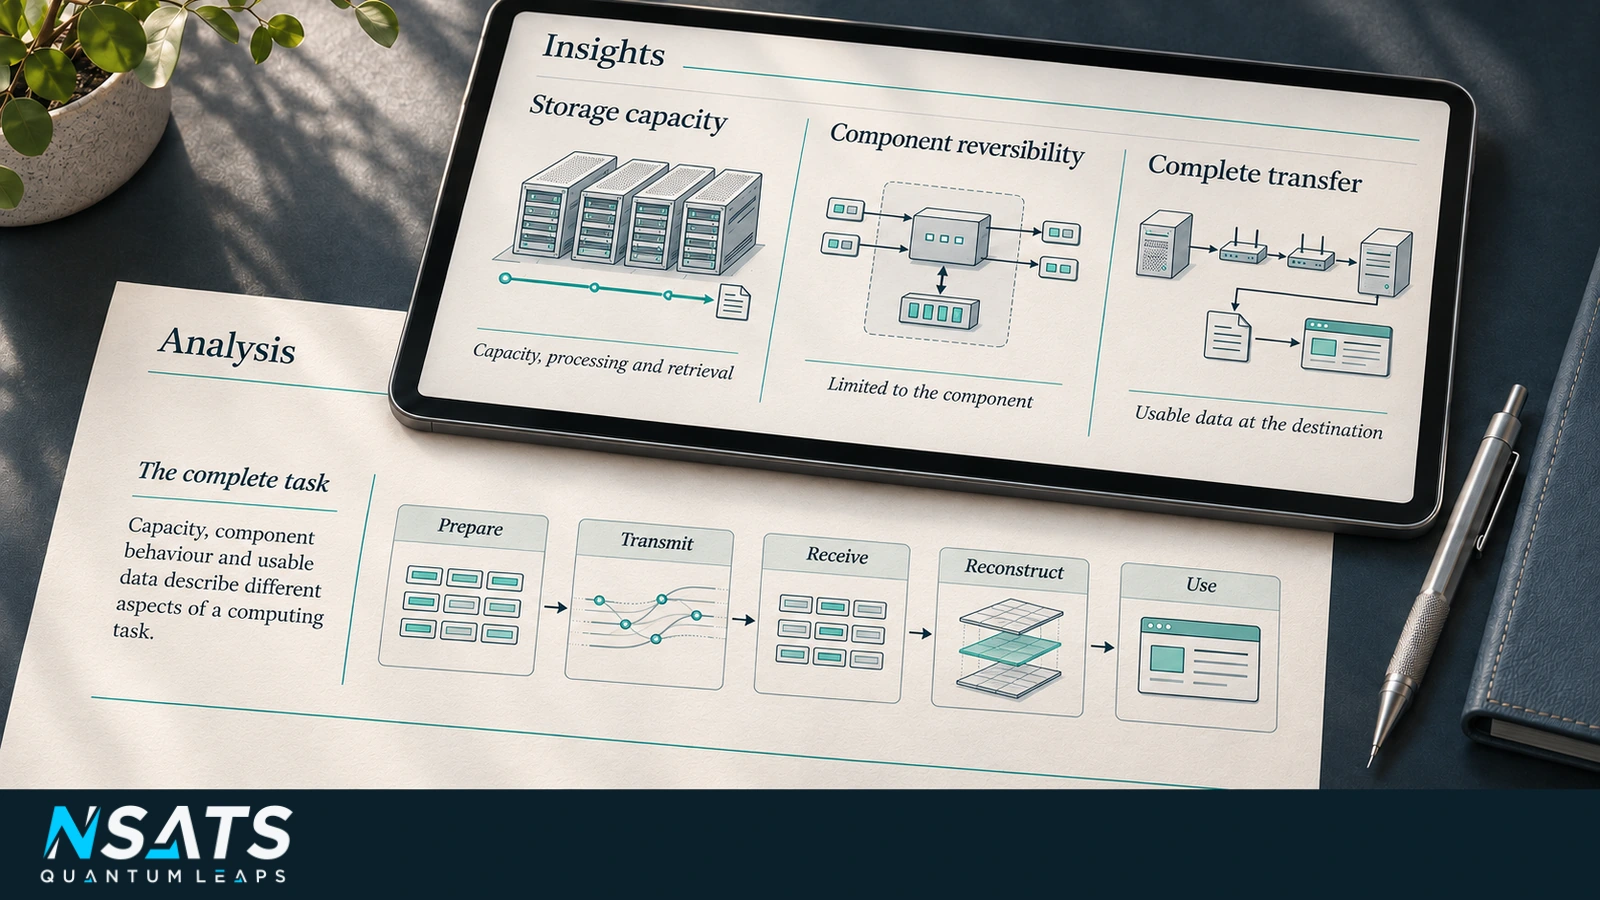 Insights
Storage capacity
Capacity, processing and retrieval
Component reversibility
Limited to the component
Complete transfer
Usable data at the destination
Analysis
The complete task
Capacity, component
behaviour and usable
data describe different
aspects of a computing
task.
Prepare
Transmit
Receive
Reconstruct
Use
NSATS
QUANTUM LEAPS